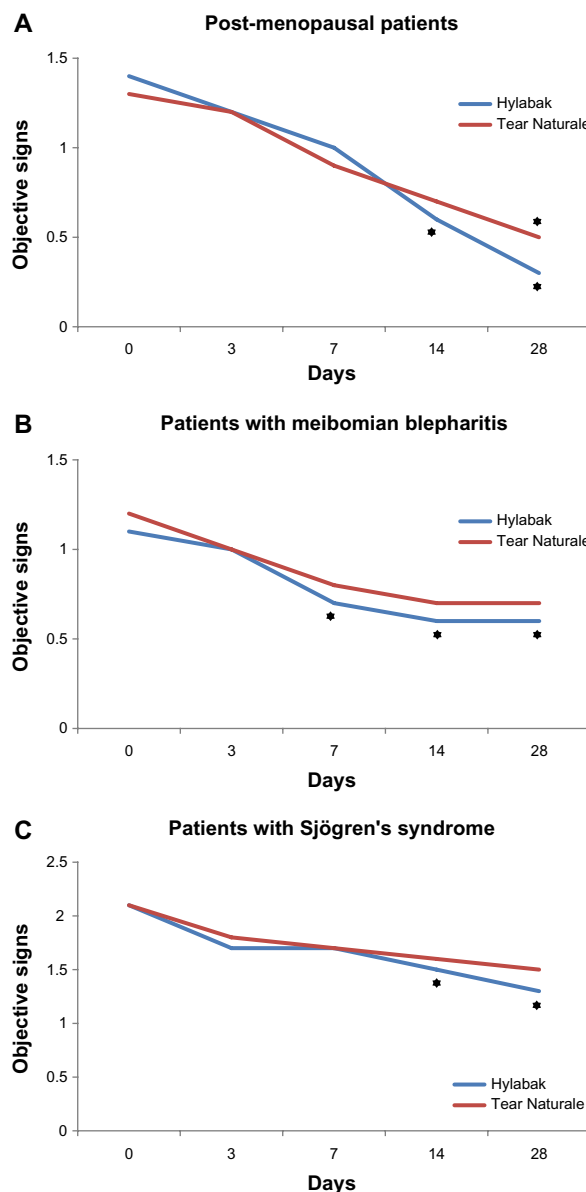 A
Post-menopausal patients
1.5
1
0.5
0
Objective signs
Hylabak
Tear Naturale
0 3 7 14 28
Days
B
Patients with meibomian blepharitis
1.5
1
0.5
0
Objective signs
Hylabak
Tear Naturale
0 3 7 14 28
Days
C
Patients with Sjögren's syndrome
2.5
2
1.5
1
0.5
0
Objective signs
Hylabak
Tear Naturale
0 3 7 14 28
Days